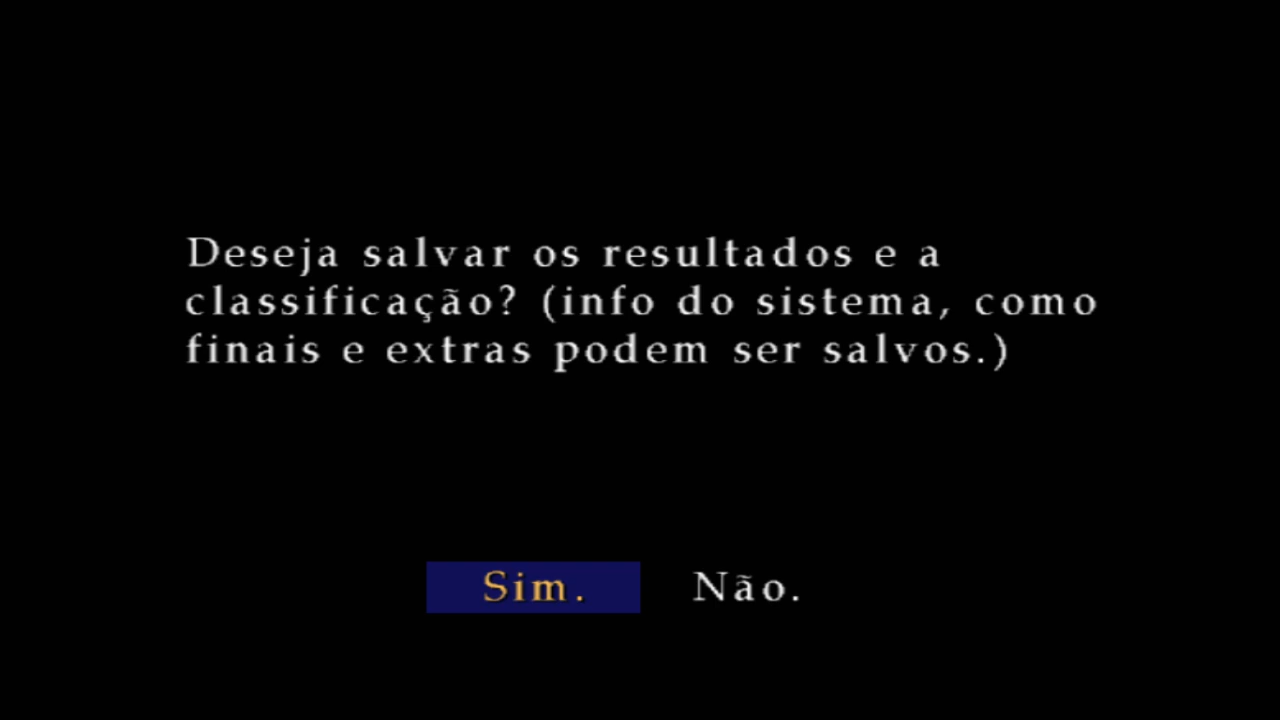 Deseja salvar os resultados e a
classificação? (info do sistema, como
finais e extras podem ser salvos.)
Sim. Não.